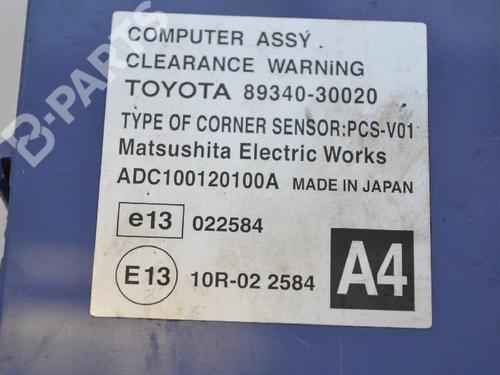 B-PARTS
COMPUTER ASSY.
CLEARANCE WARNiNG
TOYOTA 89340-30020
TYPE OF CORNER SENSOR:PCS-V01
Matsushita Electric Works
ADC100120100A MADE IN JAPAN
e13 022584
E13 10R-02 2584
A4